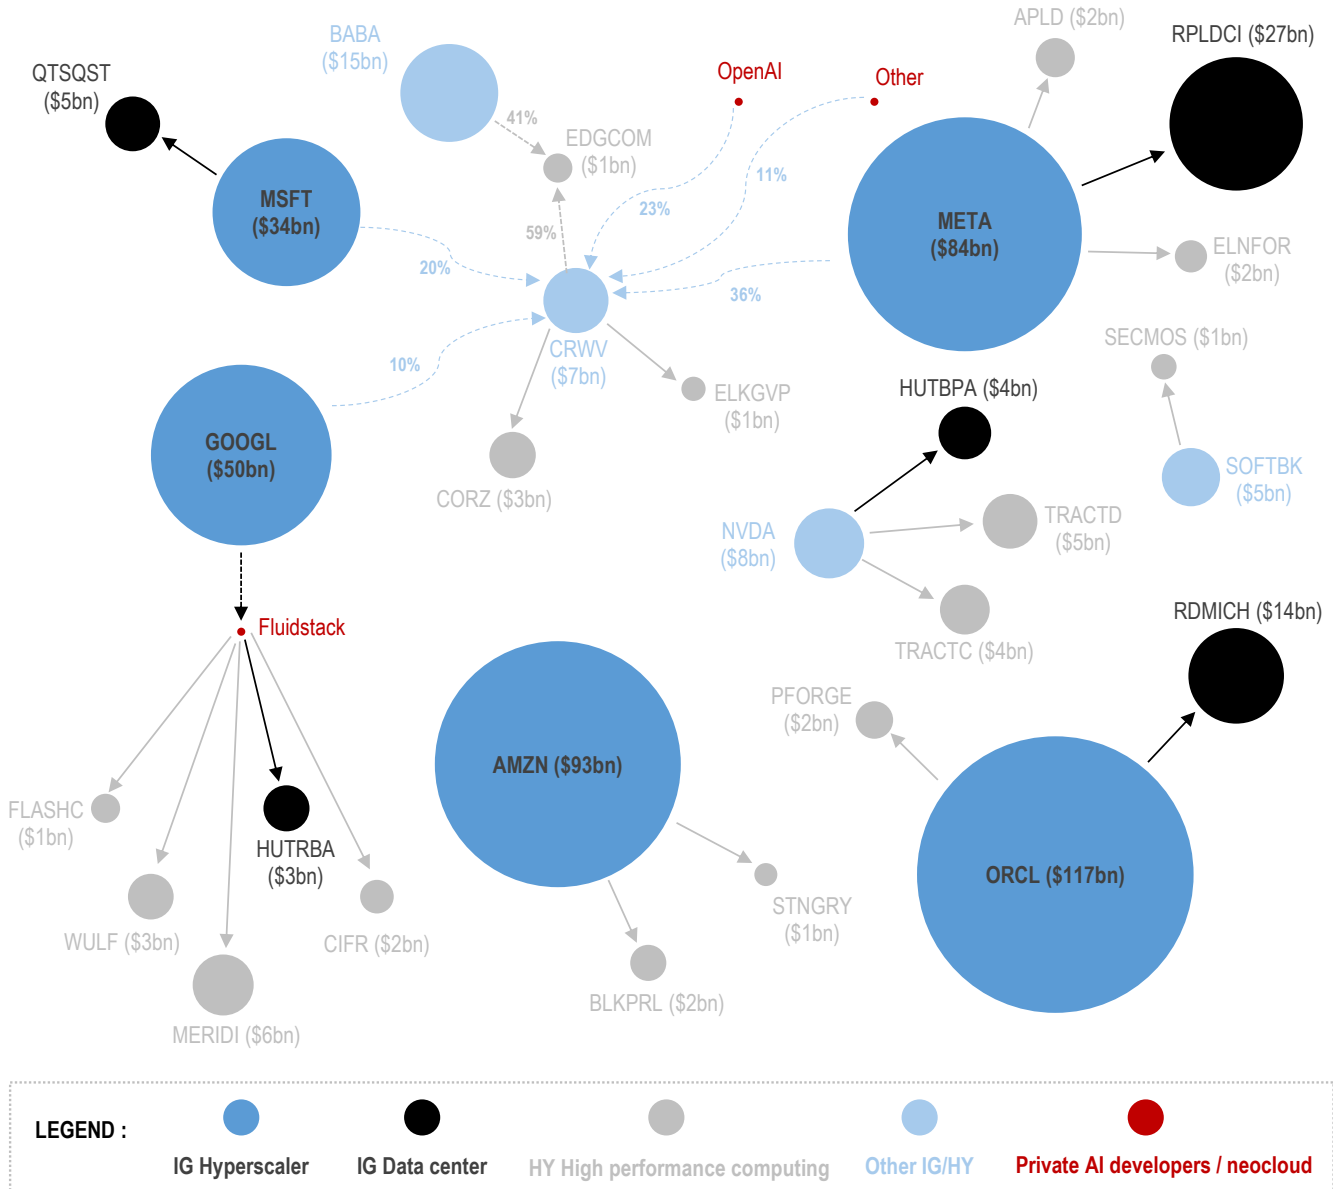 APLD ($2bn)
BABA
($15bn)
RPLDCI ($27bn)
QTSQST
($5bn)
OpenAI
Other
41%
EDGCOM
($1bn)
11%
MSFT
($34bn)
23%
META
($84bn)
59%
ELNFOR
($2bn)
20%
36%
SECMOS ($1bn)
CRWV
($7bn)
10%
ELKGVP
($1bn)
HUTBPA ($4bn)
GOOGL
($50bn)
SOFTBK
($5bn)
CORZ ($3bn)
TRACTD
($5bn)
NVDA
($8bn)
RDMICH ($14bn)
Fluidstack
TRACTC ($4bn)
PFORGE
($2bn)
AMZN ($93bn)
FLASHC
($1bn)
HUTRBA
($3bn)
ORCL ($117bn)
STNGRY
($1bn)
WULF ($3bn)
CIFR ($2bn)
BLKPRL ($2bn)
MERIDI ($6bn)
LEGEND :
IG Hyperscaler
IG Data center
HY High performance computing
Other IG/HY
Private AI developers / neocloud